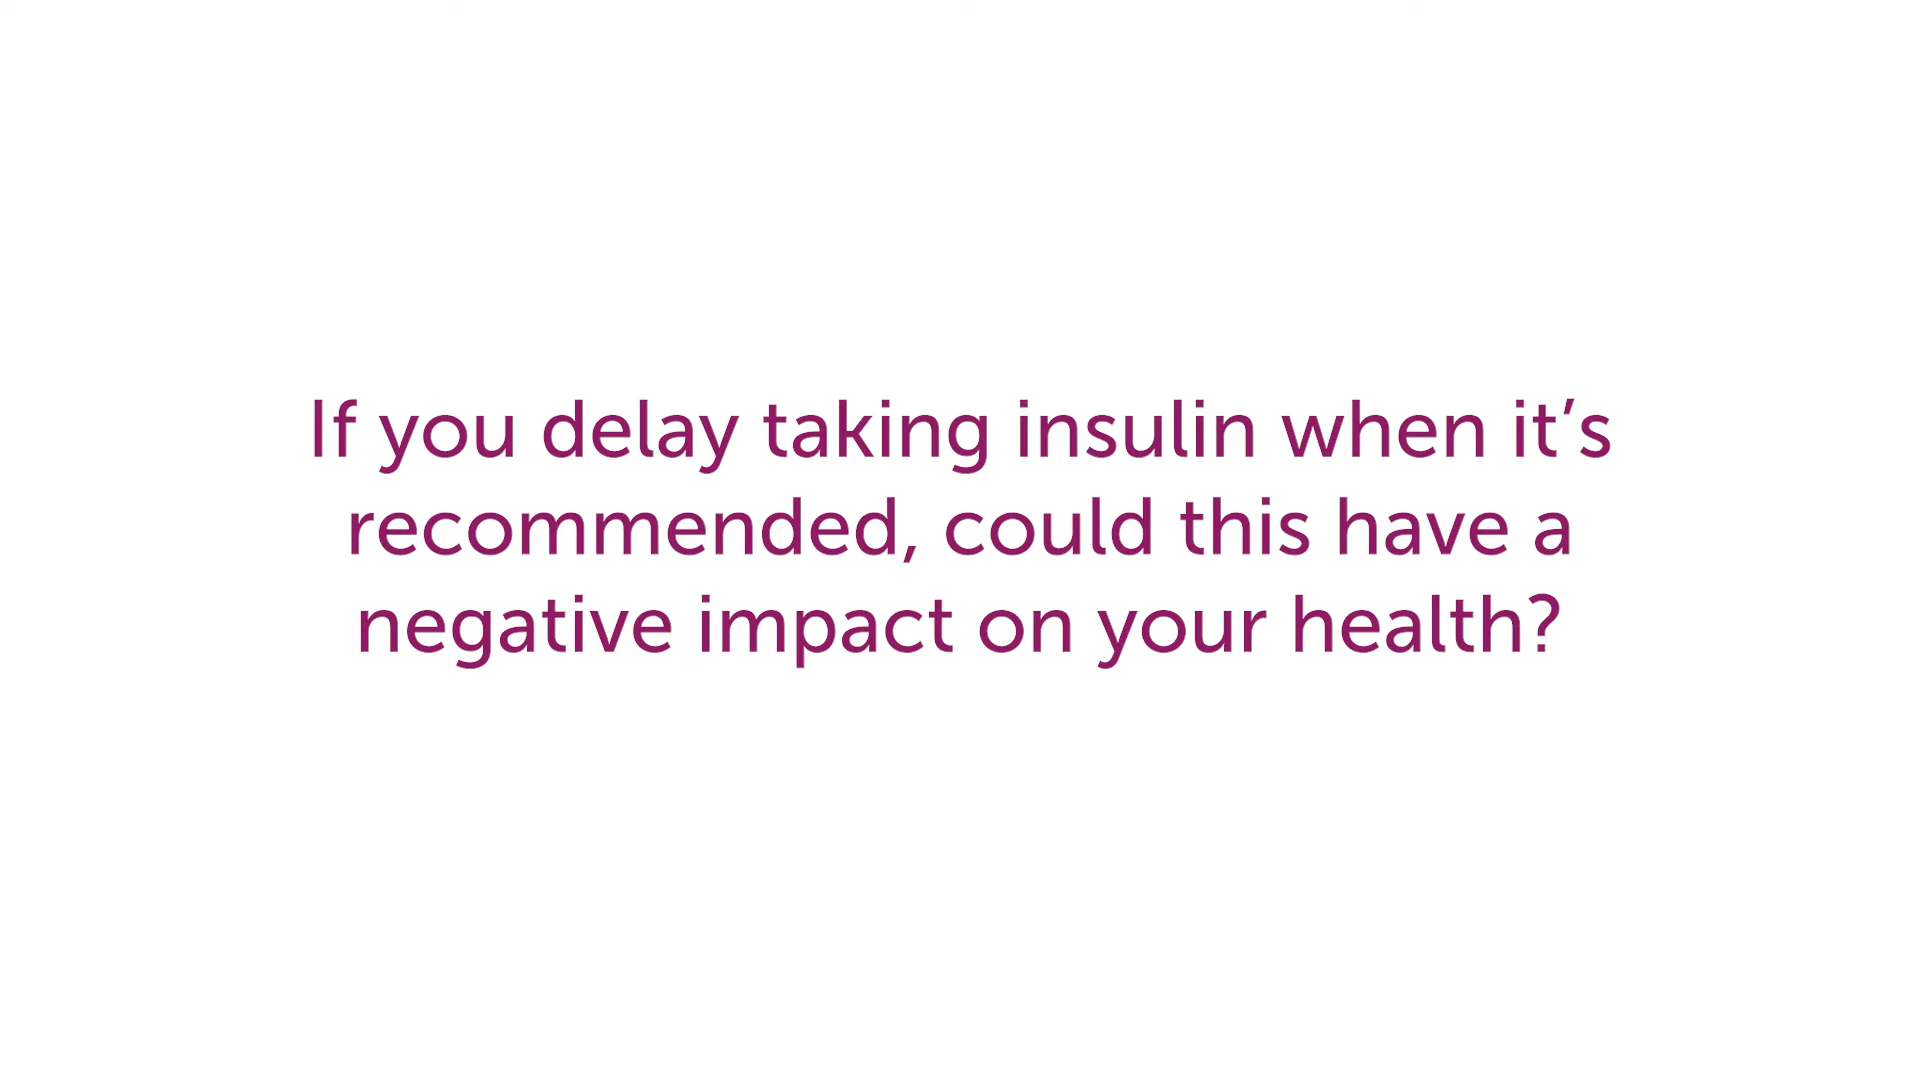 If you delay taking insulin when it’s
recommended, could this have a
negative impact on your health?